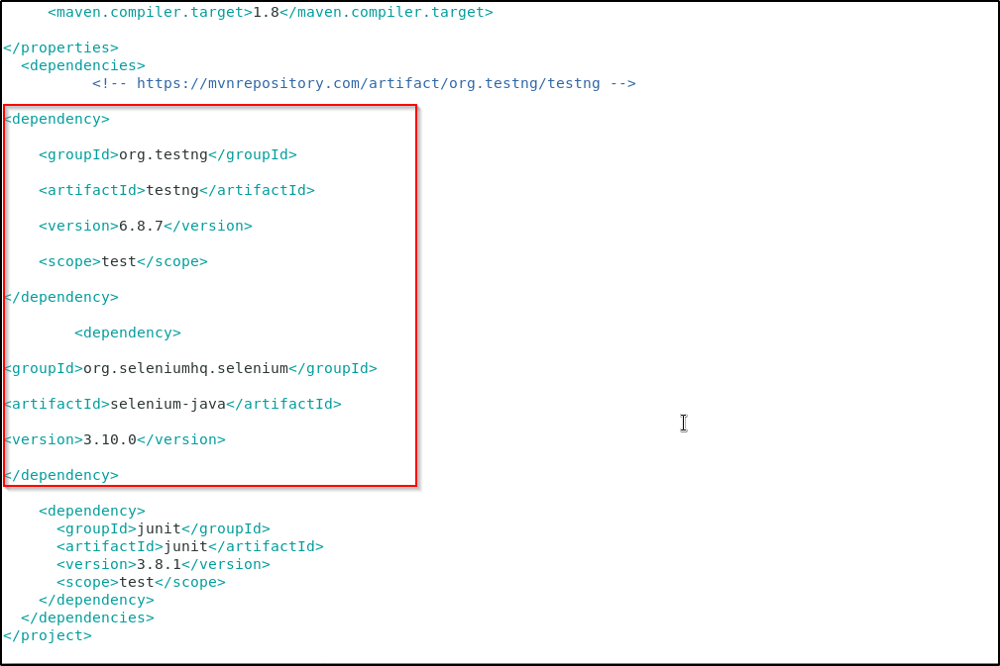 <maven.compiler.target>1.8</maven.compiler.target>
</properties>
<dependencies>
<!-- https://mvnrepository.com/artifact/org.testng/testng -->
<dependency>
<groupId>org.testng</groupId>
<artifactId>testng</artifactId>
<version>6.8.7</version>
<scope>test</scope>
</dependency>
<dependency>
<groupId>org.seleniumhq.selenium</groupId>
<artifactId>selenium-java</artifactId>
<version>3.10.0</version>
</dependency>
<dependency>
<groupId>junit</groupId>
<artifactId>junit</artifactId>
<version>3.8.1</version>
<scope>test</scope>
</dependency>
</dependencies>
</project>